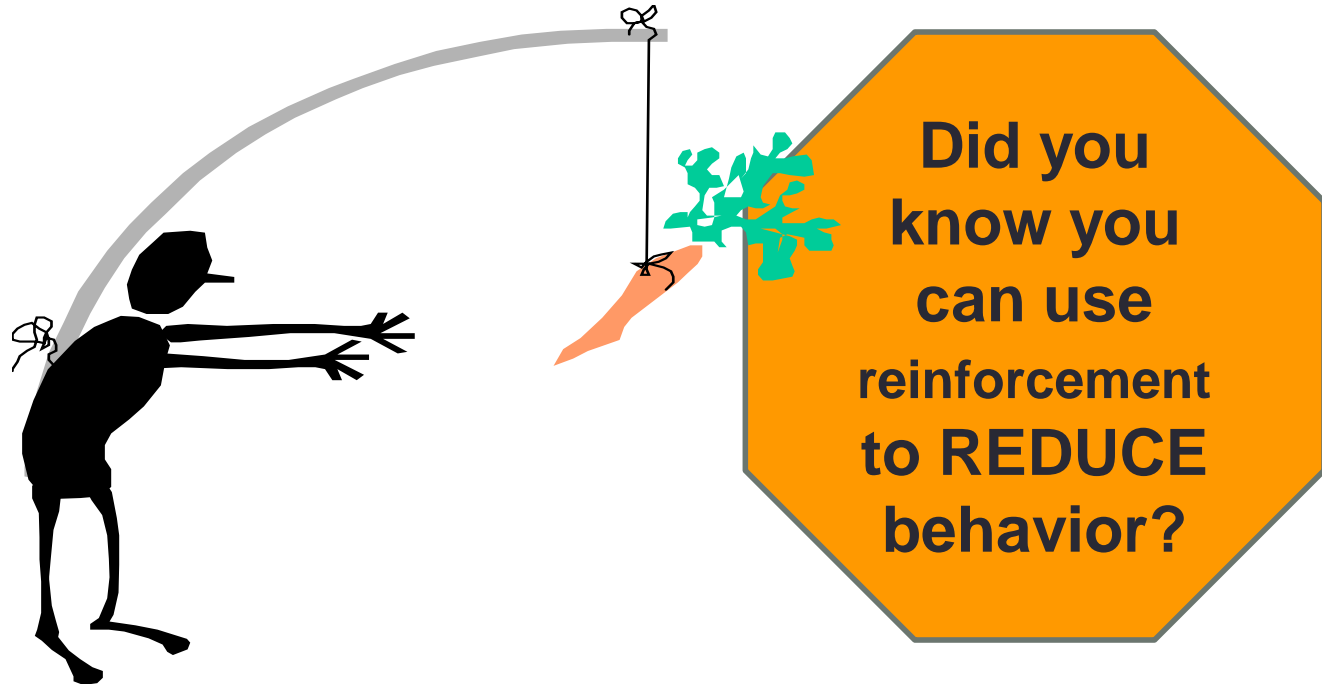 Did you
know you
can use
reinforcement
to REDUCE
behavior?